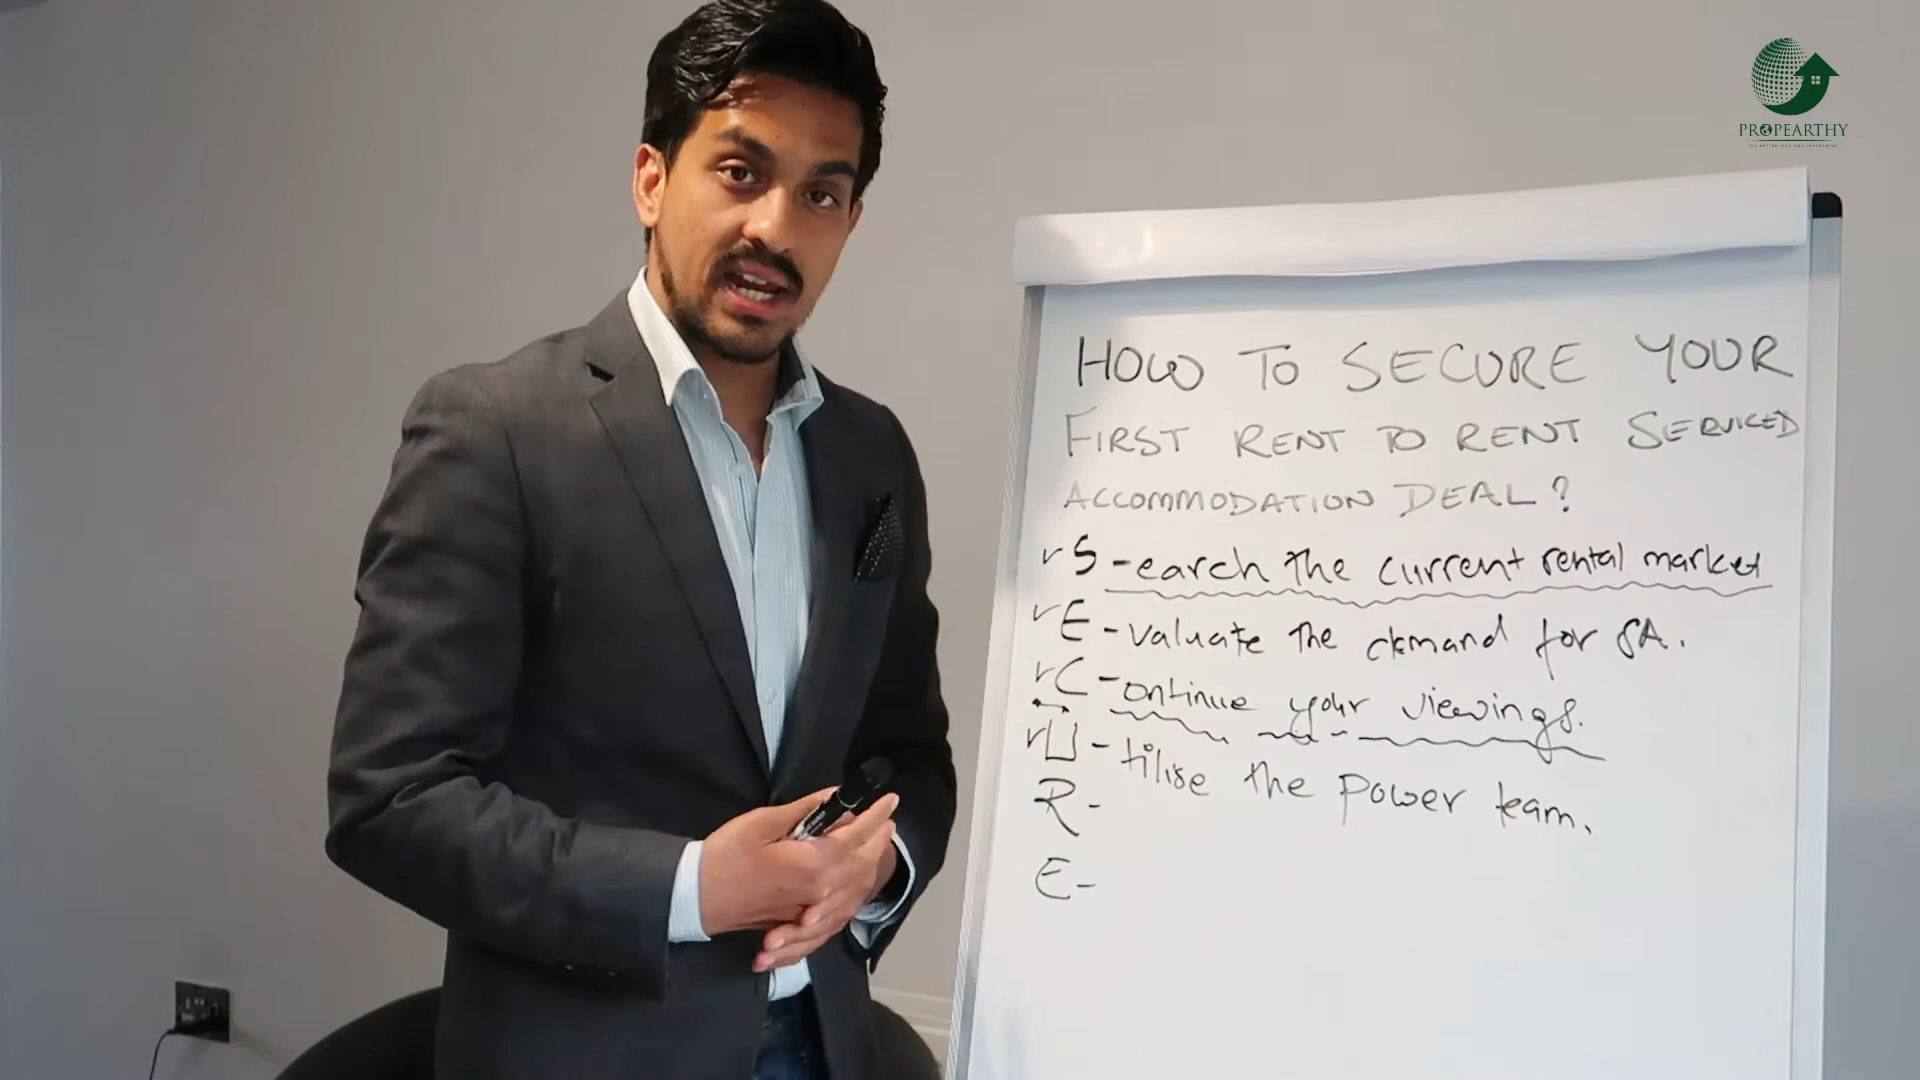 PROPEARTHY
HOW TO SECURE YOUR
FIRST RENT TO RENT SERVICED
ACCOMMODATION DEAL?
S-earch the current rental market
E-valuate the demand for SA.
C-ontinue your viewings.
U-tilise the power team.
R-
E-